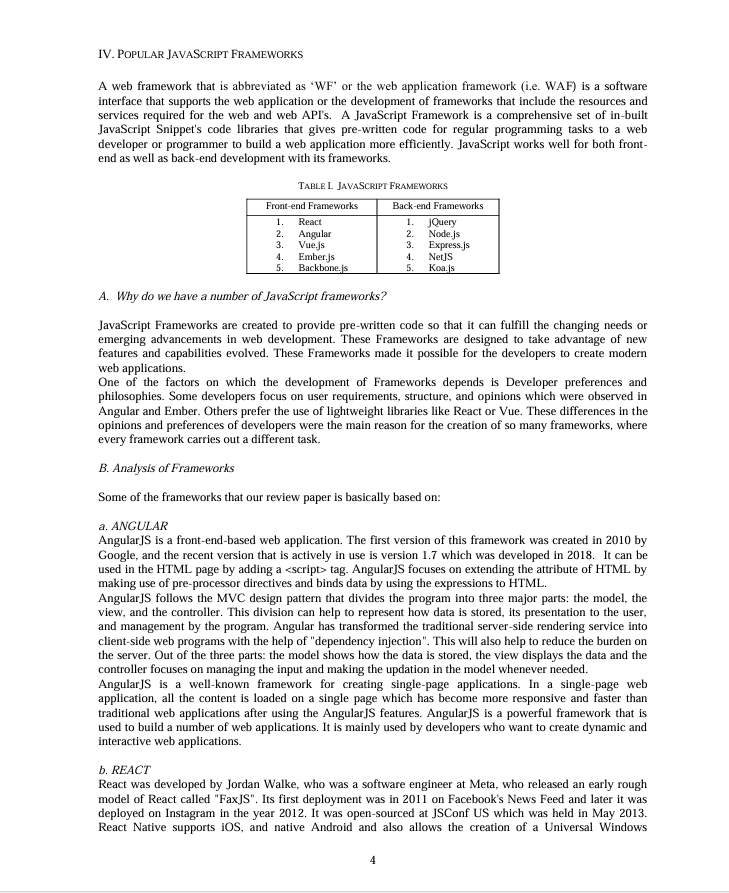 IV. POPULAR JAVASCRIPT FRAMEWORKS
A web framework that is abbreviated as ‘WF’ or the web application framework (i.e. WAF) is a software
interface that supports the web application or the development of frameworks that include the resources and
services required for the web and web API's. A JavaScript Framework is a comprehensive set of in-built
JavaScript Snippet's code libraries that gives pre-written code for regular programming tasks to a web
developer or programmer to build a web application more efficiently. JavaScript works well for both front-
end as well as back-end development with its frameworks.
TABLE I. JAVASCRIPT FRAMEWORKS
Front-end Frameworks Back-end Frameworks
1. React 1. jQuery
2. Angular 2. Node.js
3. Vue.js 3. Express.js
4. Ember.js 4. NetJS
5. Backbone.js 5. Koa.js
A. Why do we have a number of JavaScript frameworks?
JavaScript Frameworks are created to provide pre-written code so that it can fulfill the changing needs or
emerging advancements in web development. These Frameworks are designed to take advantage of new
features and capabilities evolved. These Frameworks made it possible for the developers to create modern
web applications.
One of the factors on which the development of Frameworks depends is Developer preferences and
philosophies. Some developers focus on user requirements, structure, and opinions which were observed in
Angular and Ember. Others prefer the use of lightweight libraries like React or Vue. These differences in the
opinions and preferences of developers were the main reason for the creation of so many frameworks, where
every framework carries out a different task.
B. Analysis of Frameworks
Some of the frameworks that our review paper is basically based on:
a. ANGULAR
AngularJS is a front-end-based web application. The first version of this framework was created in 2010 by
Google, and the recent version that is actively in use is version 1.7 which was developed in 2018. It can be
used in the HTML page by adding a <script> tag. AngularJS focuses on extending the attribute of HTML by
making use of pre-processor directives and binds data by using the expressions to HTML.
AngularJS follows the MVC design pattern that divides the program into three major parts: the model, the
view, and the controller. This division can help to represent how data is stored, its presentation to the user,
and management by the program. Angular has transformed the traditional server-side rendering service into
client-side web programs with the help of "dependency injection". This will also help to reduce the burden on
the server. Out of the three parts: the model shows how the data is stored, the view displays the data and the
controller focuses on managing the input and making the updation in the model whenever needed.
AngularJS is a well-known framework for creating single-page applications. In a single-page web
application, all the content is loaded on a single page which has become more responsive and faster than
traditional web applications after using the AngularJS features. AngularJS is a powerful framework that is
used to build a number of web applications. It is mainly used by developers who want to create dynamic and
interactive web applications.
b. REACT
React was developed by Jordan Walke, who was a software engineer at Meta, who released an early rough
model of React called "FaxJS". Its first deployment was in 2011 on Facebook's News Feed and later it was
deployed on Instagram in the year 2012. It was open-sourced at JSConf US which was held in May 2013.
React Native supports iOS, and native Android and also allows the creation of a Universal Windows
4